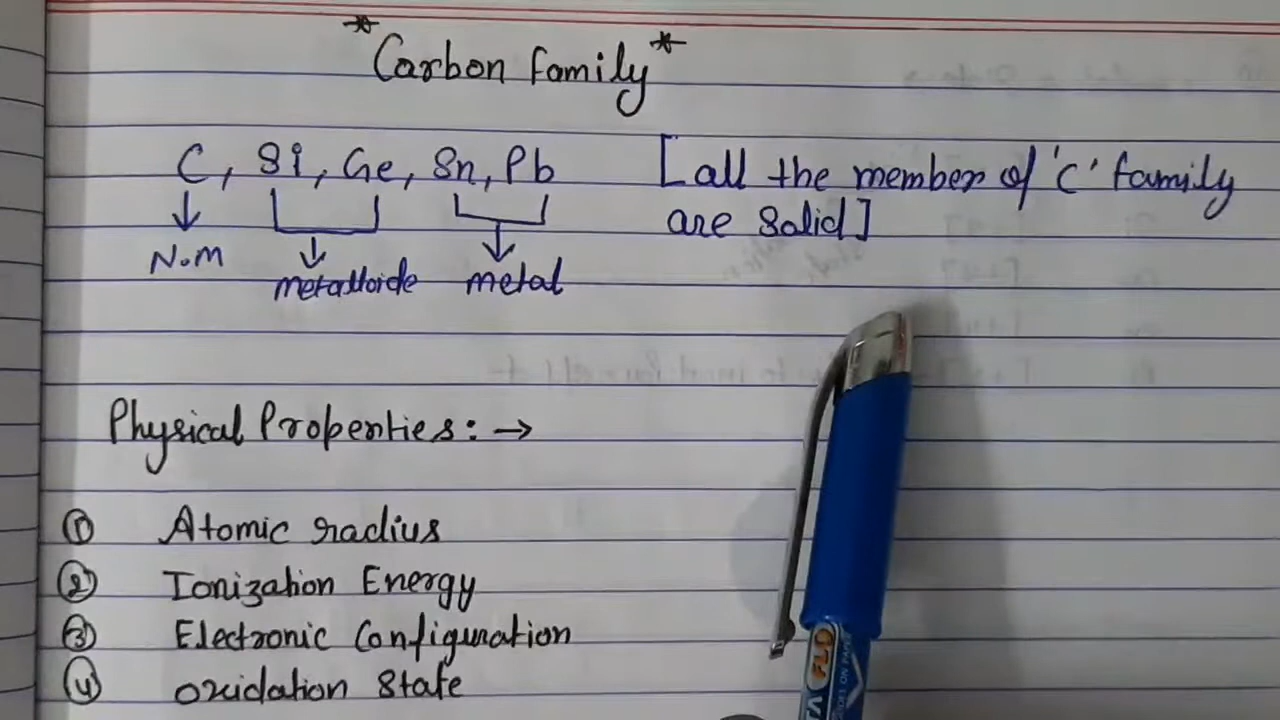 *Carbon family*
C, Si, Ge, Sn, Pb [all the member of 'C' family
are Solid]
N.M
metalloide metal
Physical Properties: →
① Atomic radius
② Ionization Energy
③ Electronic Configuration
④ oxidation State
FLO